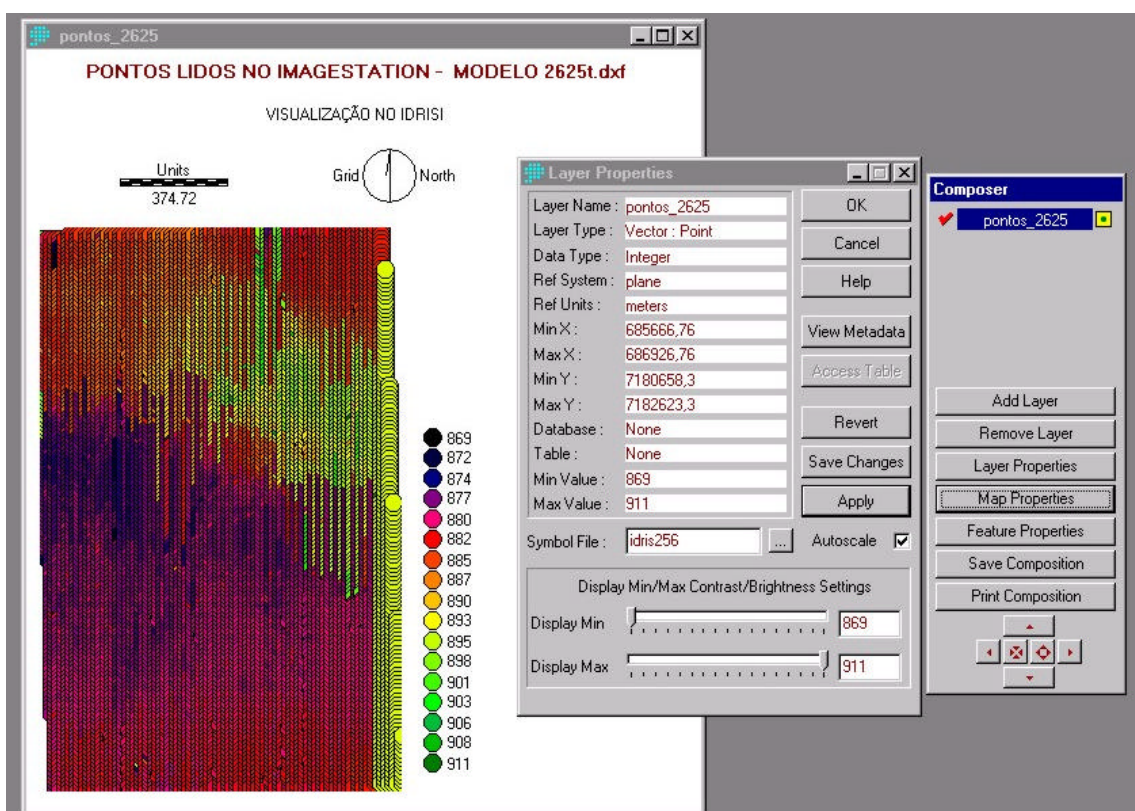 pontos_2625
PONTOS LIDOS NO IMAGESTATION - MODELO 2625t.dxf
VISUALIZAÇÃO NO IDRISI
Units
374.72
Grid North
869
872
874
877
880
882
885
887
890
893
895
898
901
903
906
908
911
Layer Properties
Layer Name : pontos_2625
Layer Type : Vector : Point
Data Type : Integer
Ref System : plane
Ref Units : meters
Min X : 685666,76
Max X : 686926,76
Min Y : 7180658,3
Max Y : 7182623,3
Database : None
Table : None
Min Value : 869
Max Value : 911
OK
Cancel
Help
View Metadata
Access Table
Revert
Save Changes
Apply
Symbol File : idris256 ... Autoscale
Display Min/Max Contrast/Brightness Settings
Display Min 869
Display Max 911
Composer
pontos_2625
Add Layer
Remove Layer
Layer Properties
Map Properties
Feature Properties
Save Composition
Print Composition